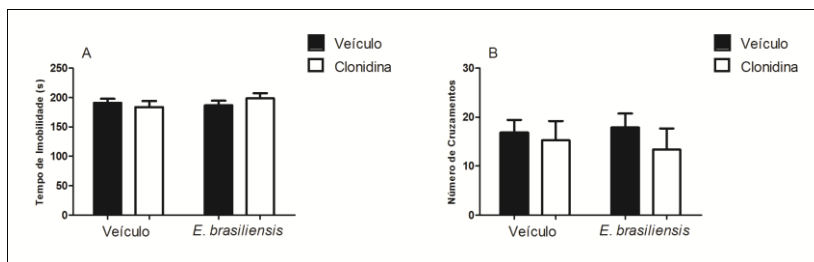 A
Veículo
Clonidina
Tempo de Imobilidade (s)
250
200
150
100
50
0
Veículo
E. brasiliensis
B
Veículo
Clonidina
Número de Cruzamentos
30
20
10
0
Veículo
E. brasiliensis